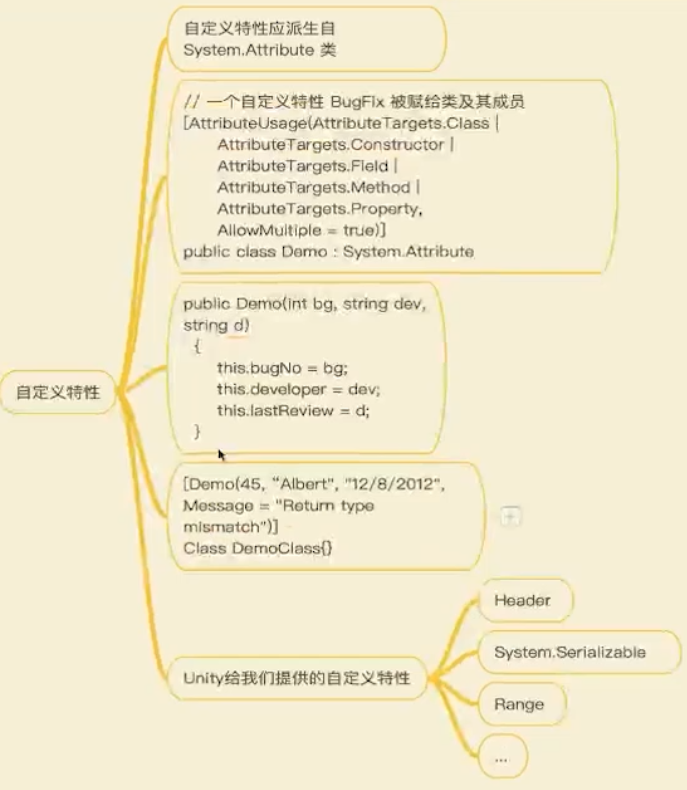 自定义特性应派生自
System.Attribute 类
// 一个自定义特性 BugFix 被赋给类及其成员
[AttributeUsage(AttributeTargets.Class |
AttributeTargets.Constructor |
AttributeTargets.Field |
AttributeTargets.Method |
AttributeTargets.Property,
AllowMultiple = true)]
public class Demo : System.Attribute
public Demo(int bg, string dev,
string d)
{
this.bugNo = bg;
this.developer = dev;
this.lastReview = d;
}
自定义特性
[Demo(45, "Albert", "12/8/2012",
Message = "Return type
mismatch")]
Class DemoClass{}
Unity给我们提供的自定义特性
Header
System.Serializable
Range
...